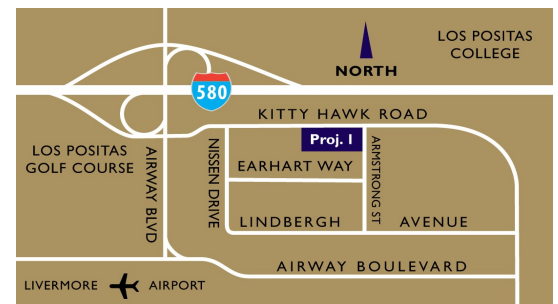 LOS POSITAS
COLLEGE
NORTH
580
KITTY HAWK ROAD
Proj. I
LOS POSITAS
GOLF COURSE
AIRWAY BLVD
NISSEN DRIVE
EARHART WAY
ARMSTRONG ST
LINDBERGH AVENUE
AIRWAY BOULEVARD
LIVERMORE AIRPORT